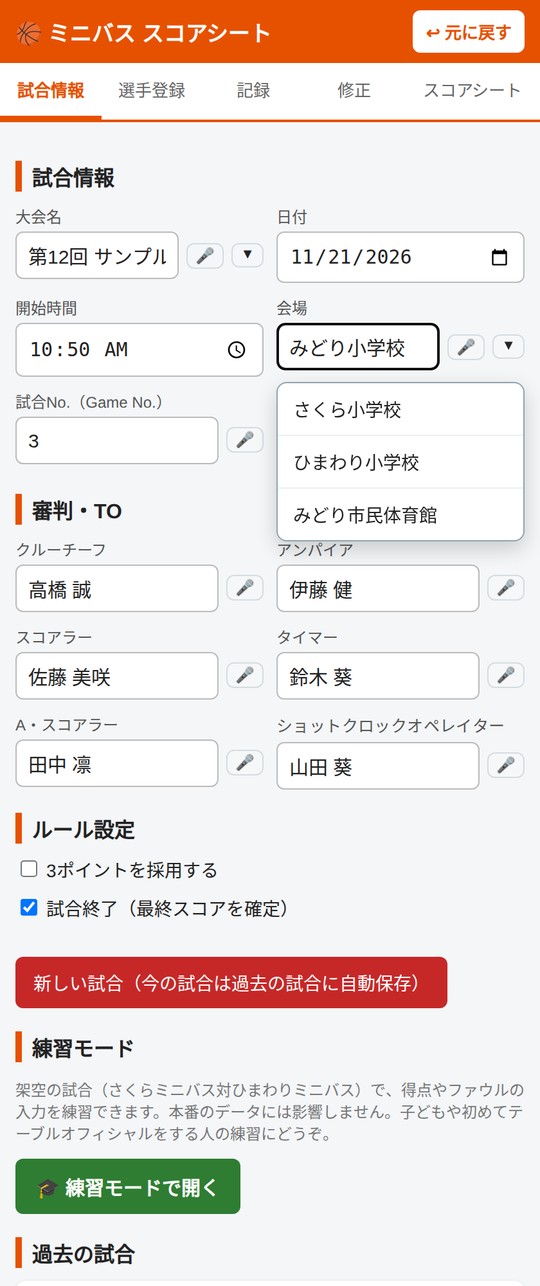 ミニバス スコアシート
↩ 元に戻す
試合情報
選手登録
記録
修正
スコアシート
試合情報
大会名
日付
第12回 サンプル
11/21/2026
開始時間
会場
10:50 AM
みどり小学校
さくら小学校
ひまわり小学校
みどり市民体育館
試合No.（Game No.）
3
審判・TO
クルーチーフ
アンパイア
高橋 誠
伊藤 健
スコアラー
タイマー
佐藤 美咲
鈴木 葵
A・スコアラー
ショットクロックオペレイター
田中 凛
山田 葵
ルール設定
3ポイントを採用する
試合終了（最終スコアを確定）
新しい試合（今の試合は過去の試合に自動保存）
練習モード
架空の試合（さくらミニバス対ひまわりミニバス）で、得点やファウルの
入力を練習できます。本番のデータには影響しません。子どもや初めてテ
ーブルオフィシャルをする人の練習にどうぞ。
練習モードで開く
過去の試合